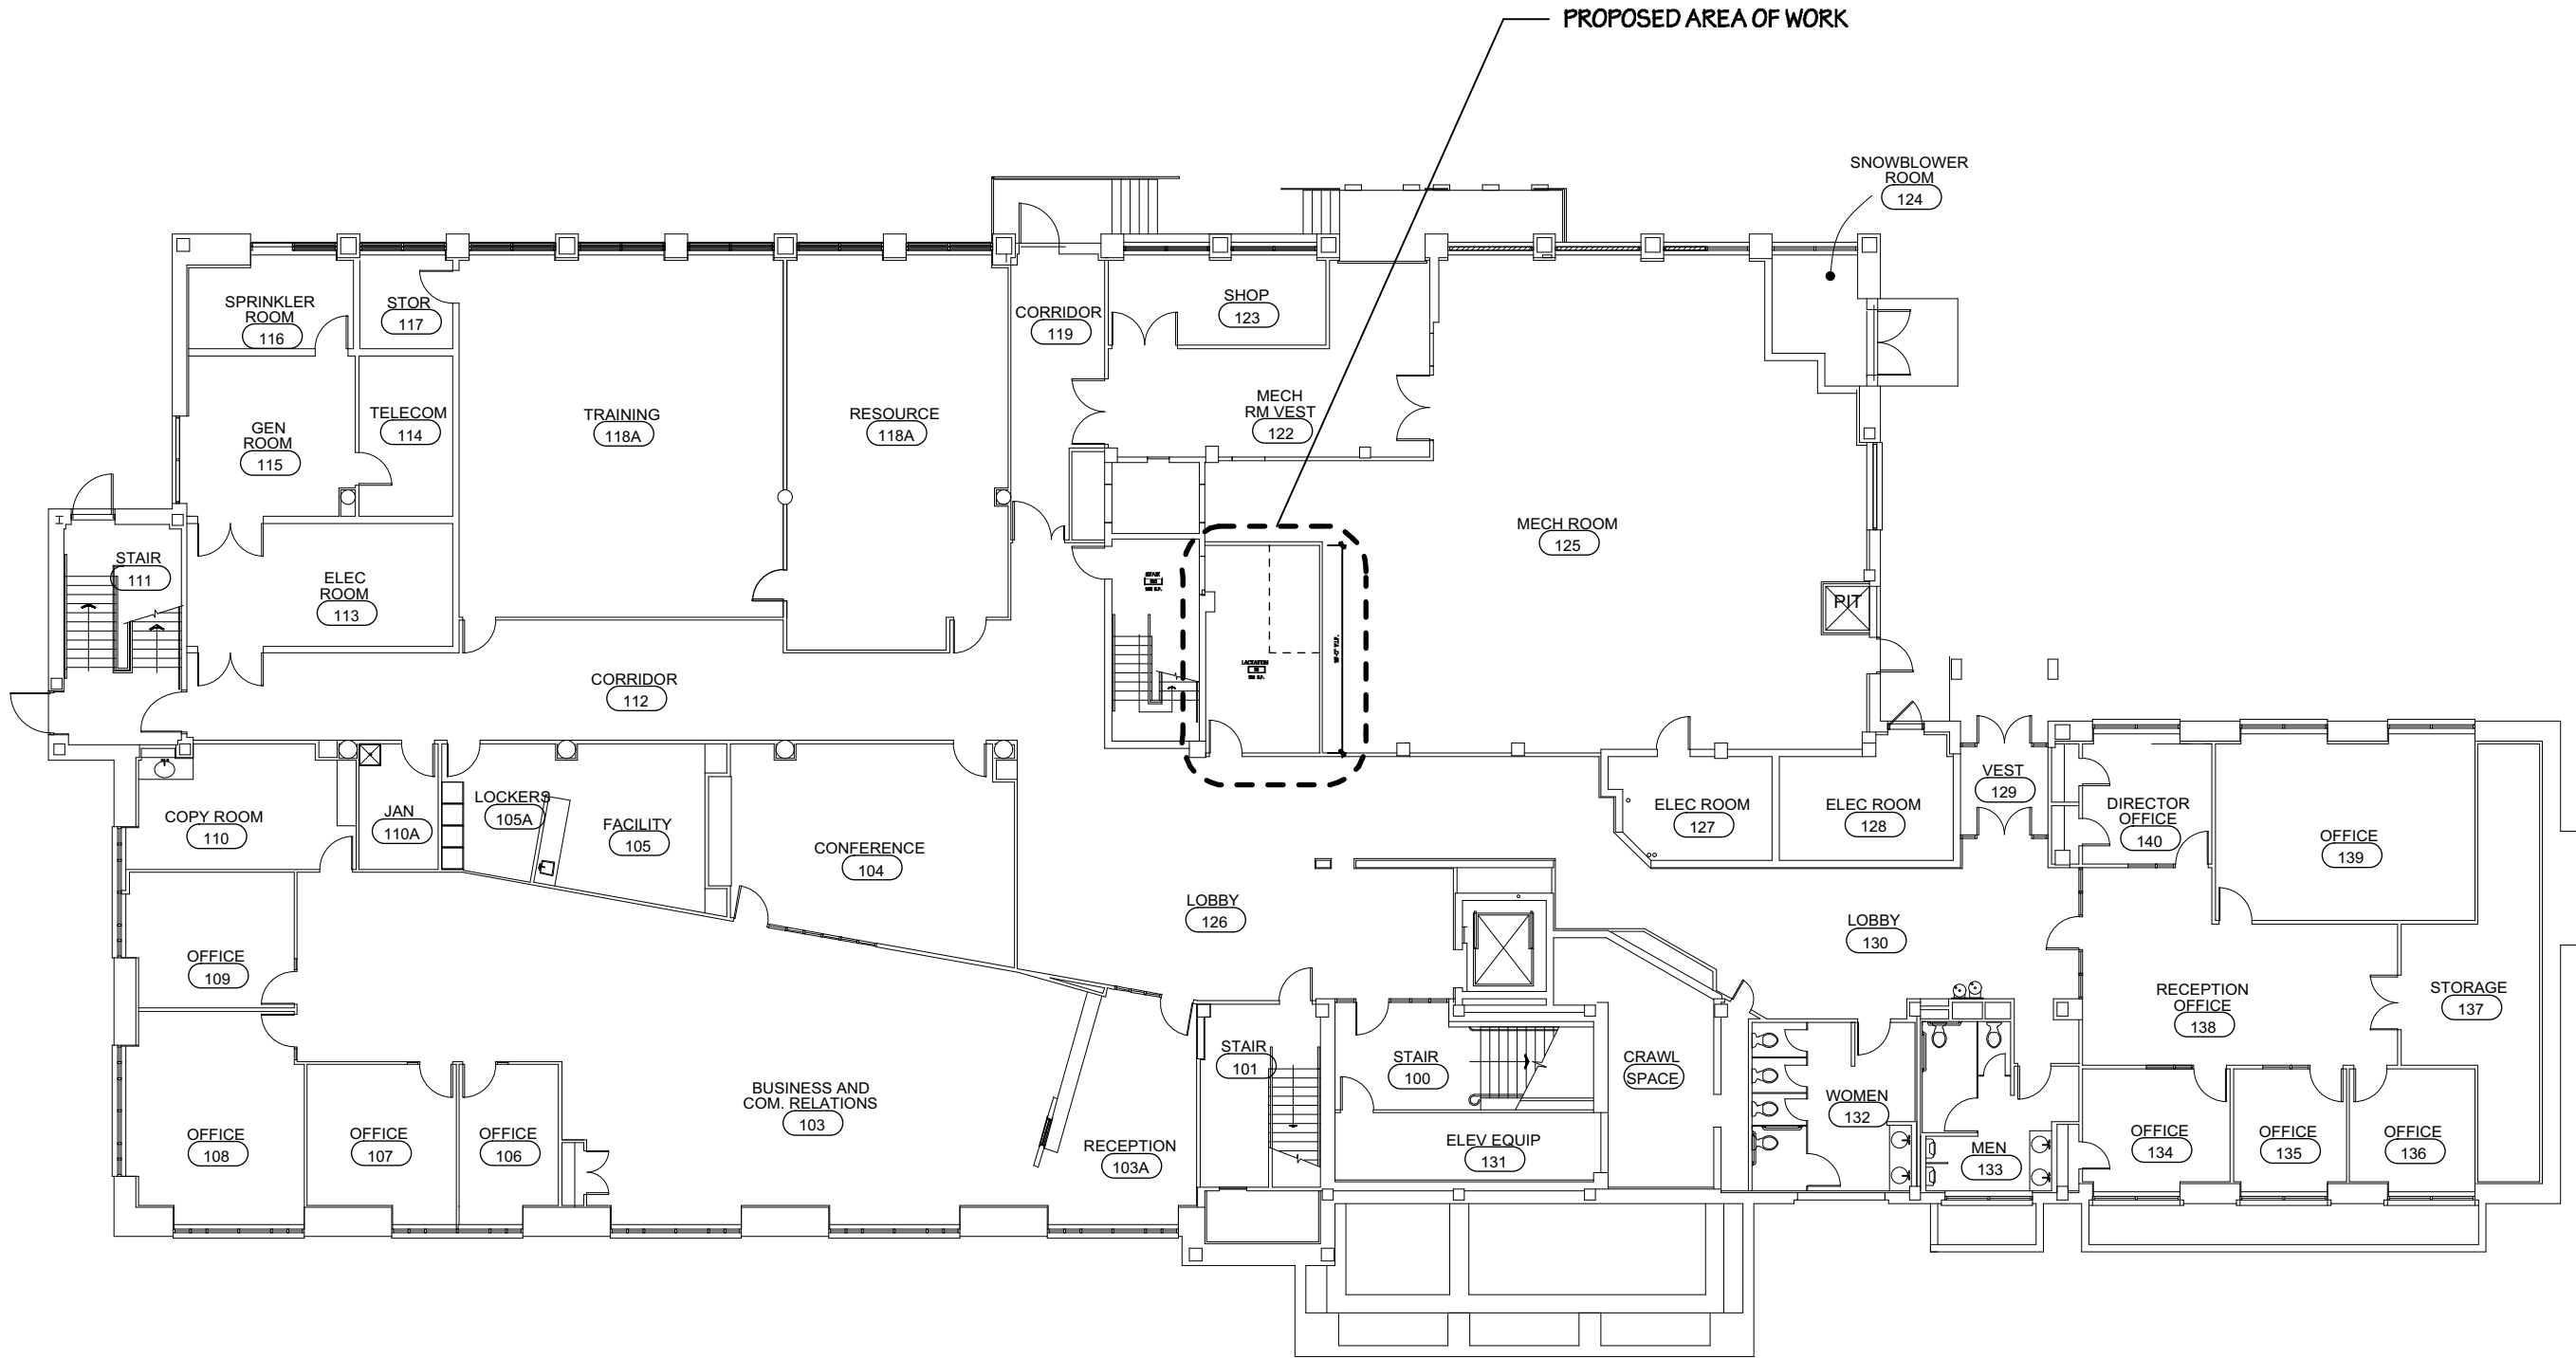 PROPOSED AREA OF WORK
SNOWBLOWER
ROOM
124
SPRINKLER
ROOM
116
STOR
117
CORRIDOR
119
SHOP
123
TELECOM
114
GEN
ROOM
115
TRAINING
118A
RESOURCE
118A
MECH
RM VEST
122
MECH ROOM
125
STAIR
111
ELEC
ROOM
113
STAIR
PIT
LACTATION
CORRIDOR
112
VEST
129
COPY ROOM
110
JAN
110A
LOCKERS
105A
FACILITY
105
CONFERENCE
104
ELEC ROOM
127
ELEC ROOM
128
DIRECTOR
OFFICE
140
OFFICE
139
LOBBY
126
LOBBY
130
OFFICE
109
RECEPTION
OFFICE
138
STORAGE
137
STAIR
101
STAIR
100
CRAWL
SPACE
BUSINESS AND
COM. RELATIONS
103
WOMEN
132
OFFICE
108
OFFICE
107
OFFICE
106
RECEPTION
103A
ELEV EQUIP
131
MEN
133
OFFICE
134
OFFICE
135
OFFICE
136